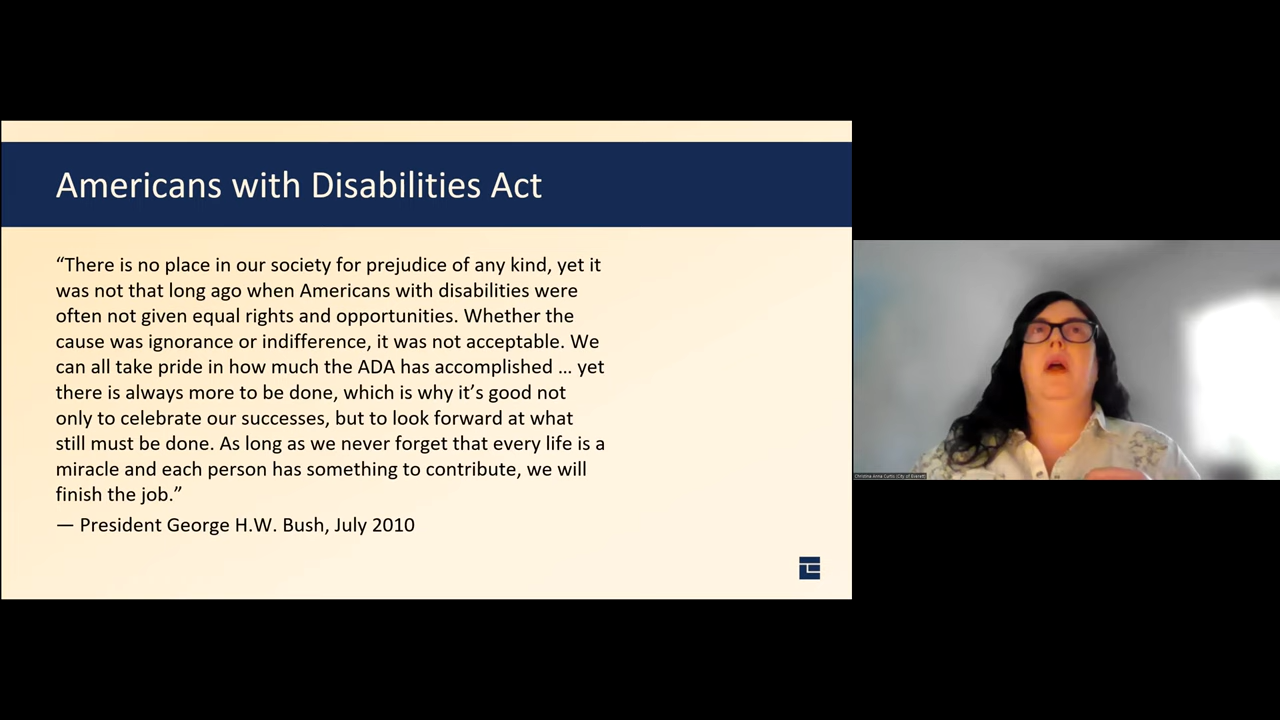 Americans with Disabilities Act
“There is no place in our society for prejudice of any kind, yet it
was not that long ago when Americans with disabilities were
often not given equal rights and opportunities. Whether the
cause was ignorance or indifference, it was not acceptable. We
can all take pride in how much the ADA has accomplished … yet
there is always more to be done, which is why it’s good not
only to celebrate our successes, but to look forward at what
still must be done. As long as we never forget that every life is a
miracle and each person has something to contribute, we will
finish the job.”
— President George H.W. Bush, July 2010
Christina Anna Curtis (City of Everett)